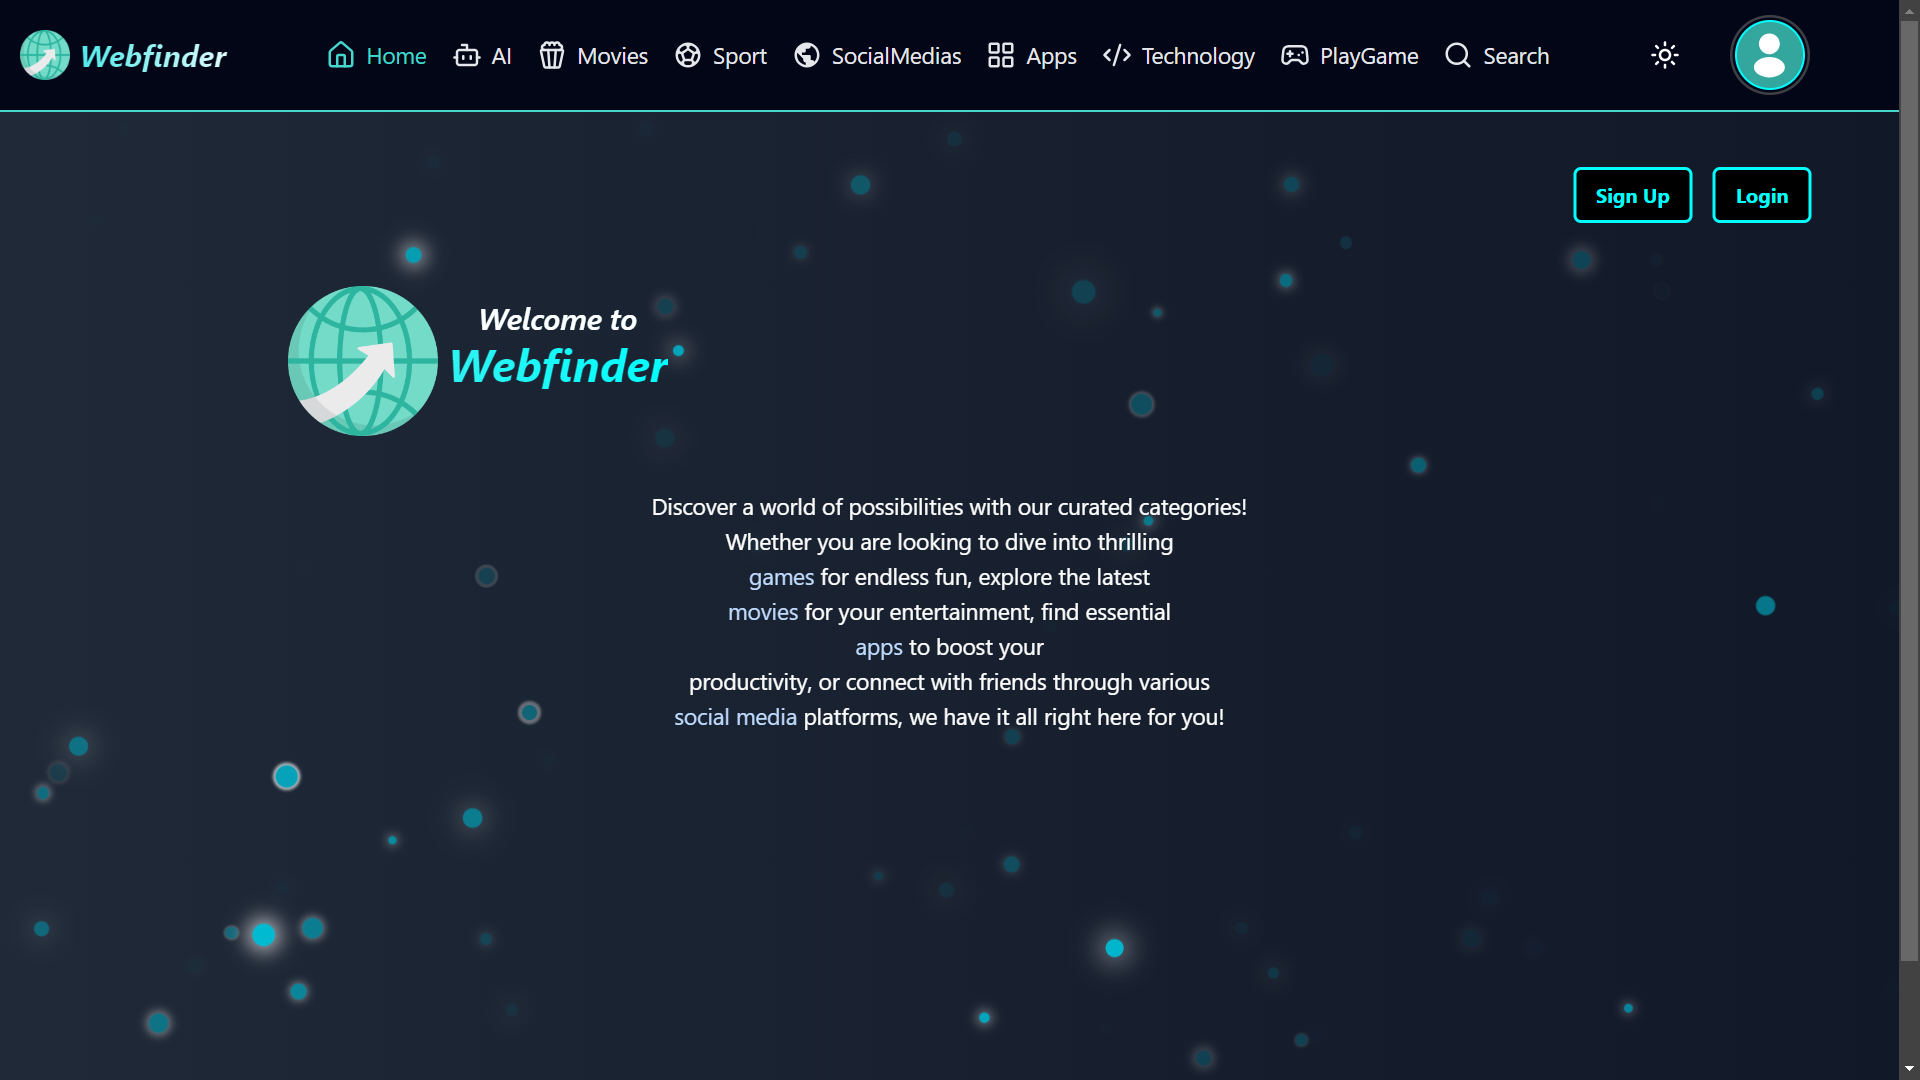 Webfinder
Home AI Movies Sport SocialMedias Apps Technology PlayGame Search
Sign Up Login
Welcome to
Webfinder
Discover a world of possibilities with our curated categories!
Whether you are looking to dive into thrilling
games for endless fun, explore the latest
movies for your entertainment, find essential
apps to boost your
productivity, or connect with friends through various
social media platforms, we have it all right here for you!